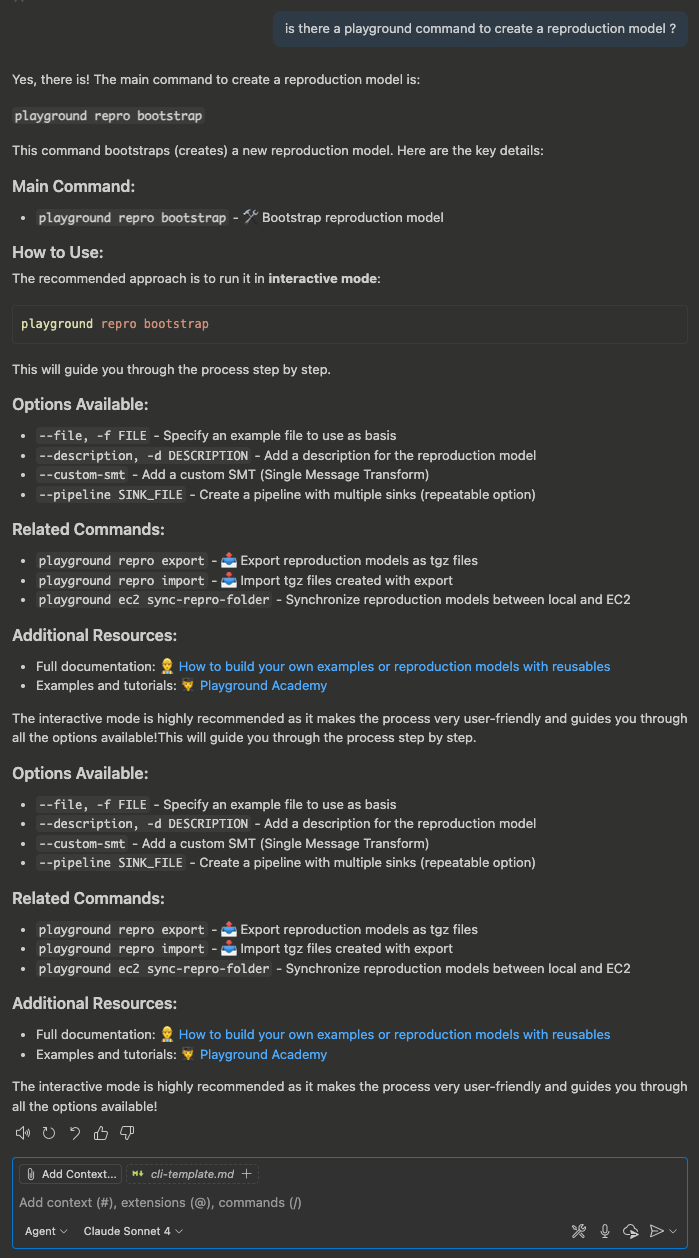 is there a playground command to create a reproduction model ?
Yes, there is! The main command to create a reproduction model is:
playground repro bootstrap
This command bootstraps (creates) a new reproduction model. Here are the key details:
Main Command:
• playground repro bootstrap - 🛠️ Bootstrap reproduction model
How to Use:
The recommended approach is to run it in interactive mode:
playground repro bootstrap
This will guide you through the process step by step.
Options Available:
• --file, -f FILE - Specify an example file to use as basis
• --description, -d DESCRIPTION - Add a description for the reproduction model
• --custom-smt - Add a custom SMT (Single Message Transform)
• --pipeline SINK_FILE - Create a pipeline with multiple sinks (repeatable option)
Related Commands:
• playground repro export - 📤 Export reproduction models as tgz files
• playground repro import - 📤 Import tgz files created with export
• playground ec2 sync-repro-folder - Synchronize reproduction models between local and EC2
Additional Resources:
• Full documentation: 👷 How to build your own examples or reproduction models with reusables
• Examples and tutorials: 👨‍🎓 Playground Academy
The interactive mode is highly recommended as it makes the process very user-friendly and guides you through
all the options available!This will guide you through the process step by step.
Options Available:
• --file, -f FILE - Specify an example file to use as basis
• --description, -d DESCRIPTION - Add a description for the reproduction model
• --custom-smt - Add a custom SMT (Single Message Transform)
• --pipeline SINK_FILE - Create a pipeline with multiple sinks (repeatable option)
Related Commands:
• playground repro export - 📤 Export reproduction models as tgz files
• playground repro import - 📤 Import tgz files created with export
• playground ec2 sync-repro-folder - Synchronize reproduction models between local and EC2
Additional Resources:
• Full documentation: 👷 How to build your own examples or reproduction models with reusables
• Examples and tutorials: 👨‍🎓 Playground Academy
The interactive mode is highly recommended as it makes the process very user-friendly and guides you through
all the options available!
Add Context... cli-template.md +
Add context (#), extensions (@), commands (/)
Agent Claude Sonnet 4